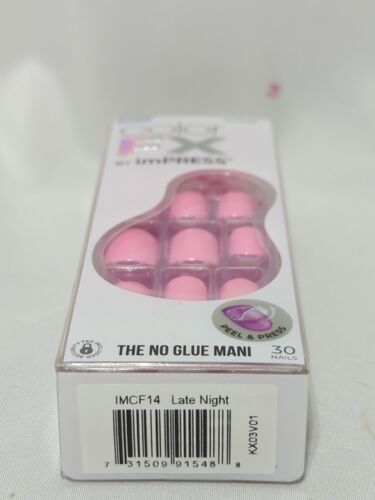 color
FX
BY imPRESS
PEEL & PRESS
THE NO GLUE MANI
30
NAILS
IMCF14 Late Night
KX03V01
7 31509 91548